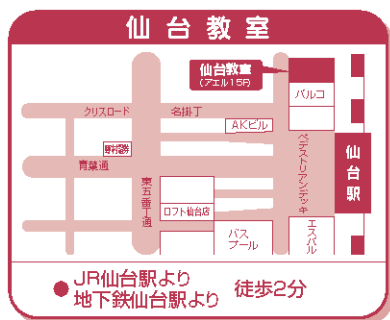 仙台教室
仙台教室
(アエル15F)
パルコ
クリスロード
名掛丁
AKビル
野村證券
青葉通
東五番丁通
ペデストリアンデッキ
仙台駅
ロフト仙台店
バス
プール
エスパル
● JR仙台駅より
地下鉄仙台駅より
徒歩2分